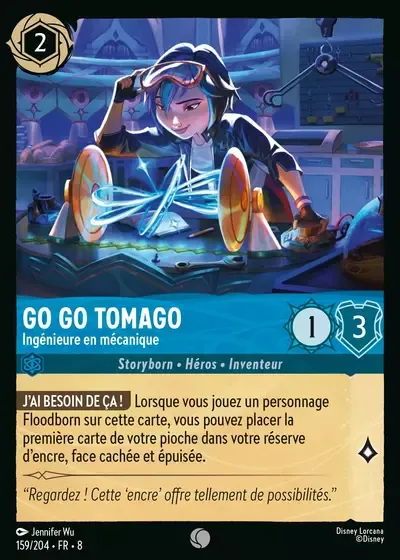 2
GO GO TOMAGO
Ingénieure en mécanique
1
3
Storyborn • Héros • Inventeur
J'AI BESOIN DE ÇA ! Lorsque vous jouez un personnage
Floodborn sur cette carte, vous pouvez placer la
première carte de votre pioche dans votre réserve
d'encre, face cachée et épuisée.
“Regardez ! Cette ‘encre’ offre tellement de possibilités.”
Jennifer Wu
159/204 • FR • 8
Disney Lorcana
©Disney